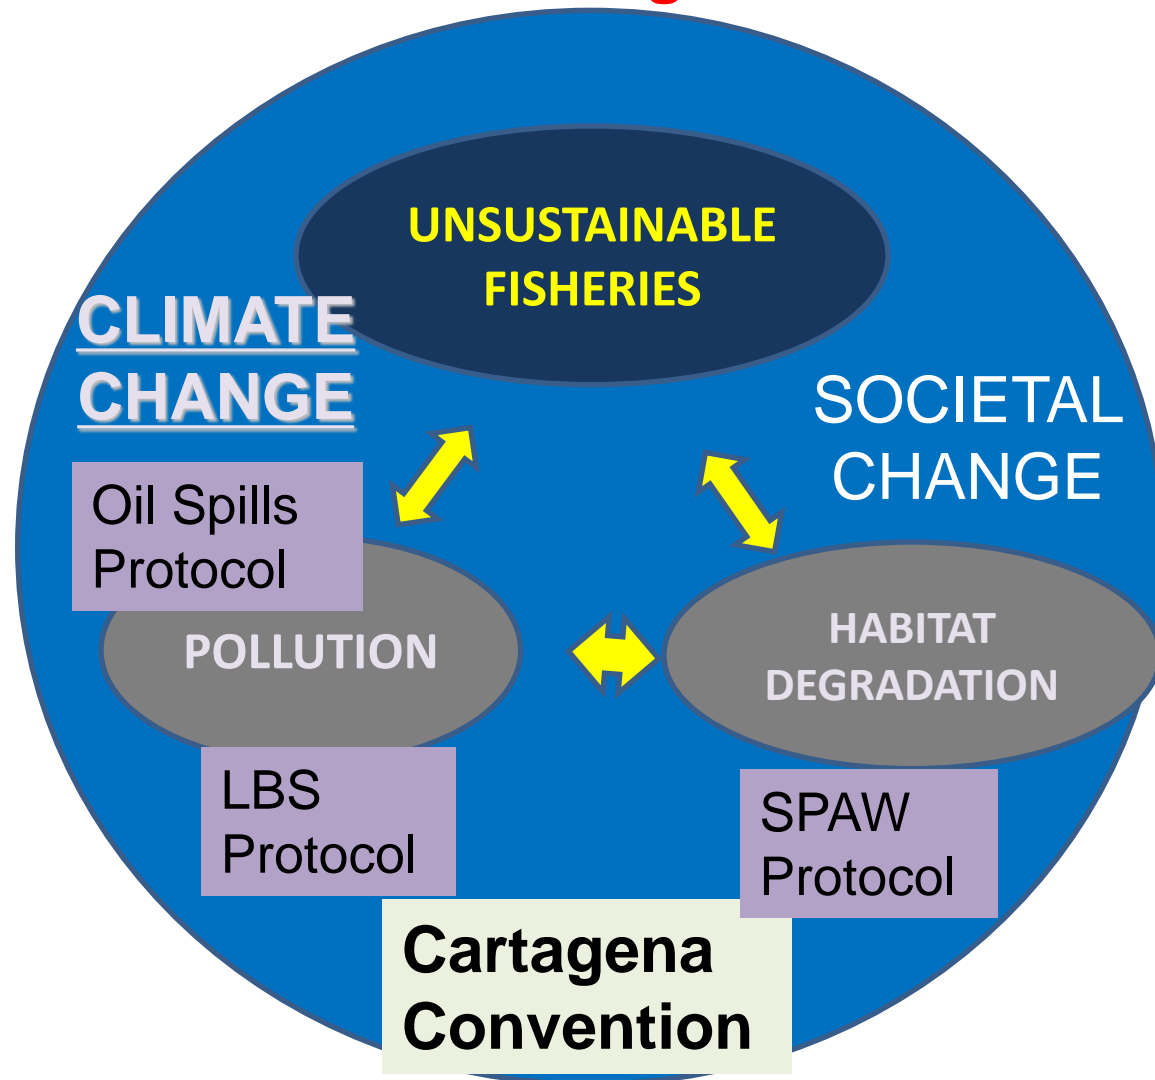 UNSUSTAINABLE
FISHERIES
CLIMATE
CHANGE
SOCIETAL
CHANGE
Oil Spills
Protocol
POLLUTION
HABITAT
DEGRADATION
LBS
Protocol
SPAW
Protocol
Cartagena
Convention